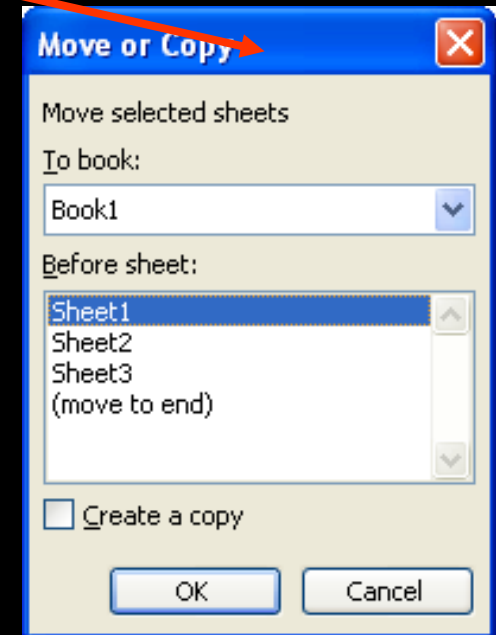 Move or Copy
Move selected sheets
To book:
Book1
Before sheet:
Sheet1
Sheet2
Sheet3
(move to end)
Create a copy
OK Cancel